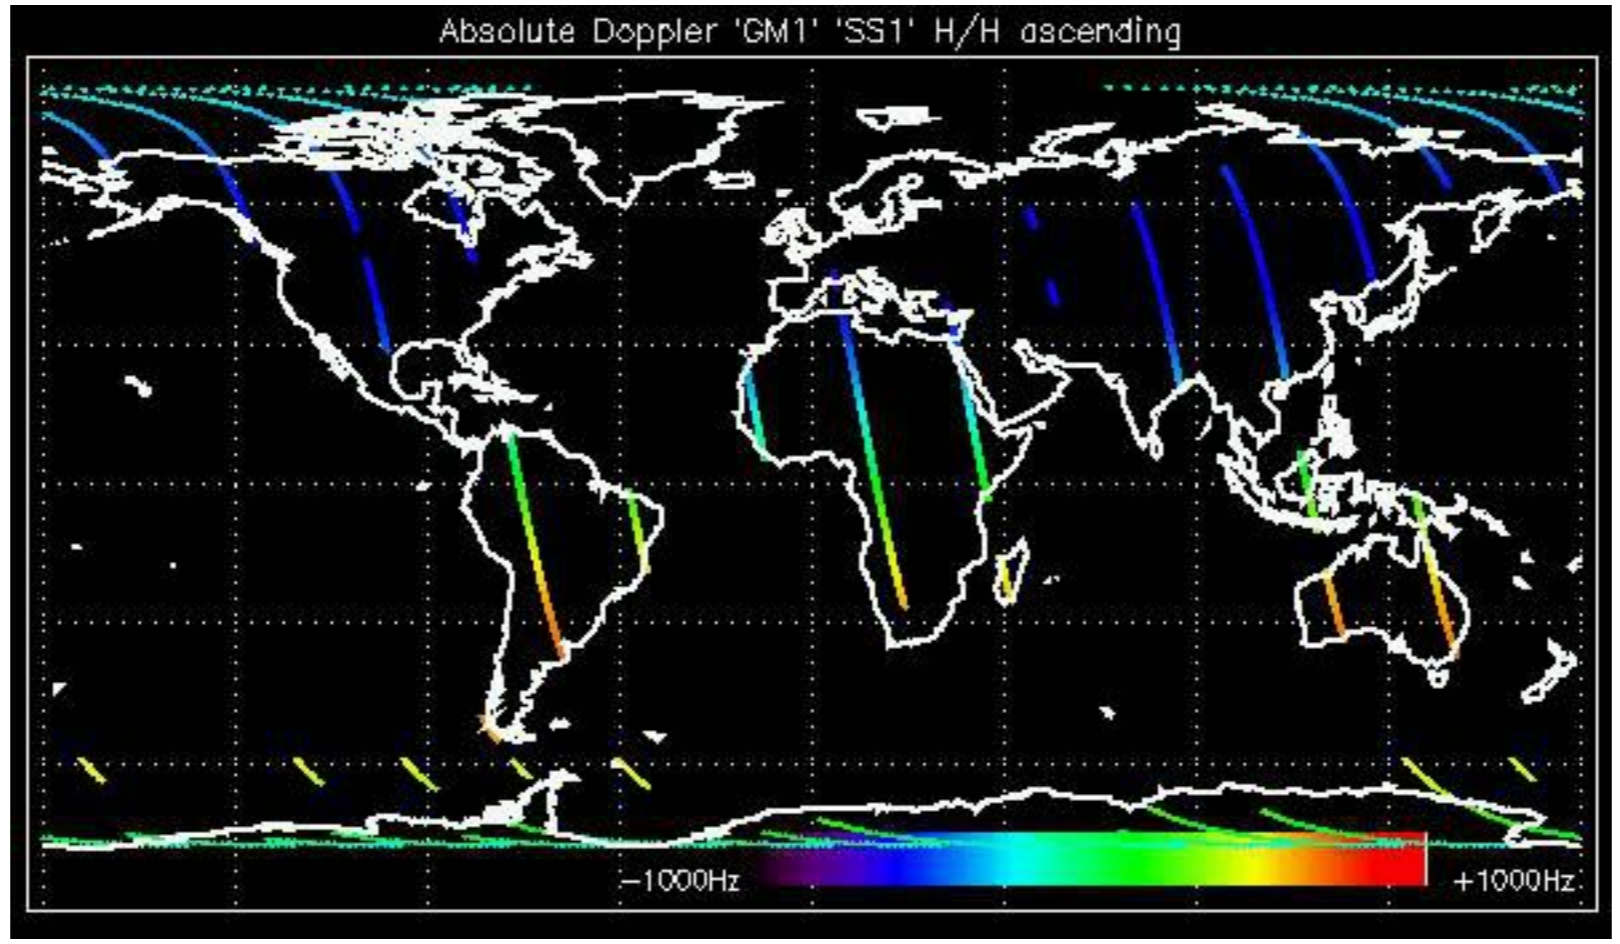 Absolute Doppler 'GM1' 'SS1' H/H ascending
−1000Hz +1000Hz